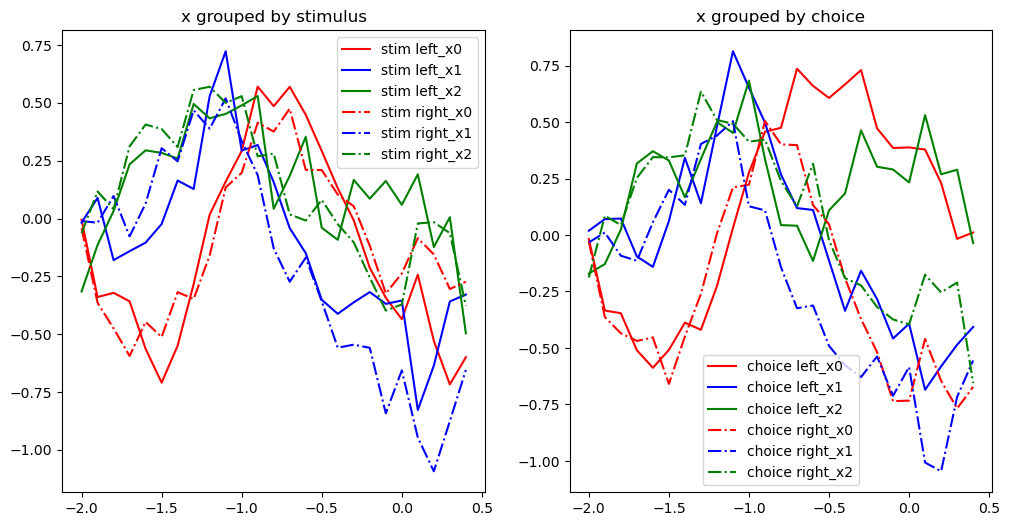 x grouped by stimulus
0.75
0.50
0.25
0.00
−0.25
−0.50
−0.75
−1.00
−2.0 −1.5 −1.0 −0.5 0.0 0.5
stim left_x0
stim left_x1
stim left_x2
stim right_x0
stim right_x1
stim right_x2
x grouped by choice
0.75
0.50
0.25
0.00
−0.25
−0.50
−0.75
−1.00
−2.0 −1.5 −1.0 −0.5 0.0 0.5
choice left_x0
choice left_x1
choice left_x2
choice right_x0
choice right_x1
choice right_x2